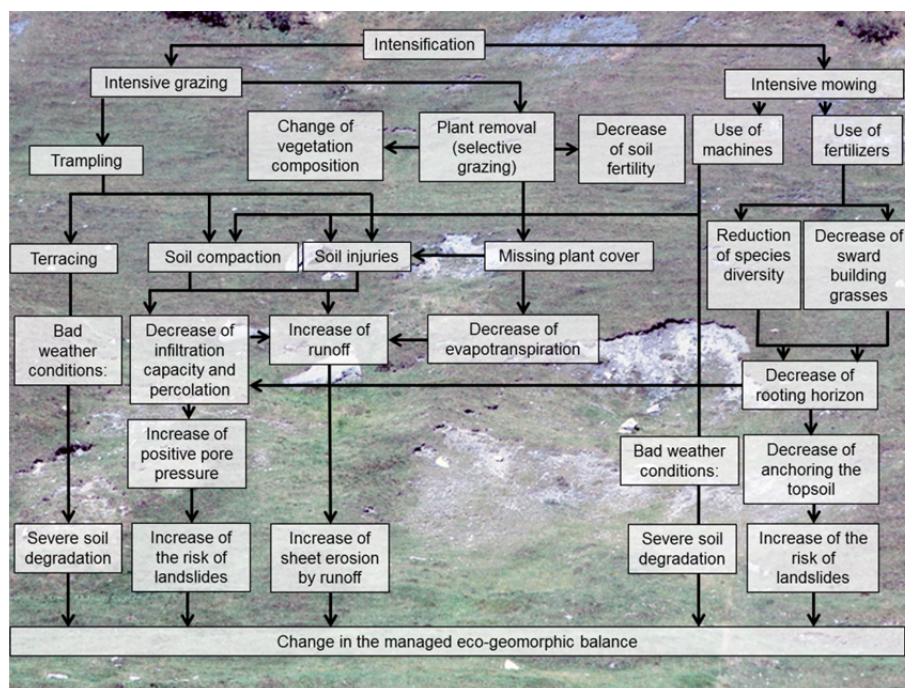 Intensification
Intensive grazing
Intensive mowing
Change of
vegetation
composition
Plant removal
(selective
grazing)
Decrease
of soil
fertility
Use of
machines
Use of
fertilizers
Trampling
Terracing
Soil compaction
Soil injuries
Missing plant cover
Reduction
of species
diversity
Decrease of
sward
building
grasses
Bad
weather
conditions:
Decrease of
infiltration
capacity and
percolation
Increase of
runoff
Decrease of
evapotranspiration
Decrease of
rooting horizon
Increase of
positive pore
pressure
Bad weather
conditions:
Decrease of
anchoring the
topsoil
Severe soil
degradation
Increase of
the risk of
landslides
Increase of
sheet erosion
by runoff
Severe soil
degradation
Increase of the
risk of
landslides
Change in the managed eco-geomorphic balance